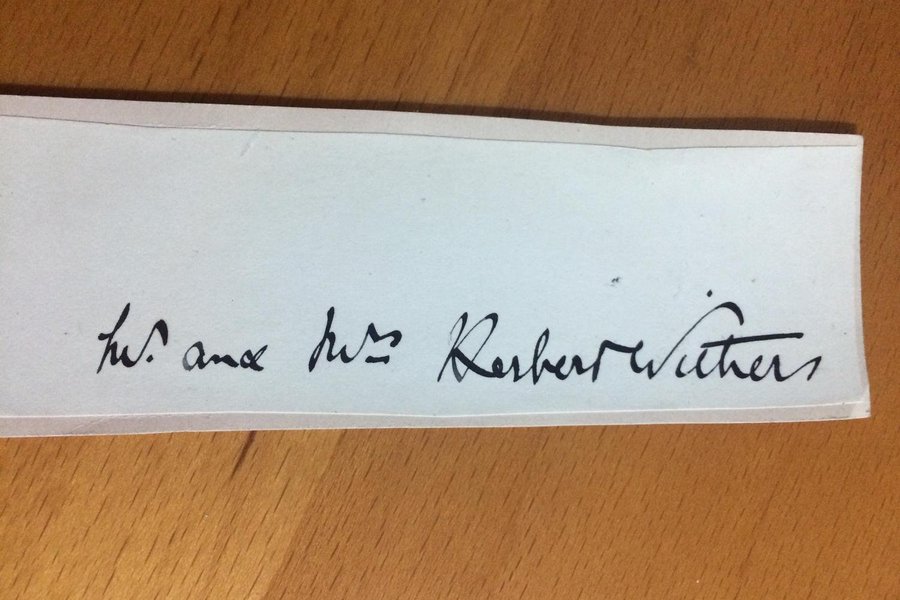 Mr. and Mrs Herbert Withers